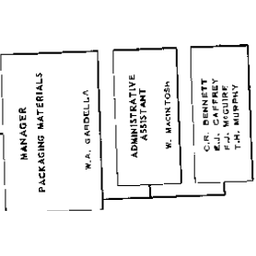 MANAGER
PACKAGING MATERIALS
W.A. GARDELLA
ADMINISTRATIVE
ASSISTANT
W. MACINTOSH
C.R. BENNETT
E.J. CAFFREY
F.J. McGUIRE
T.H. MURPHY